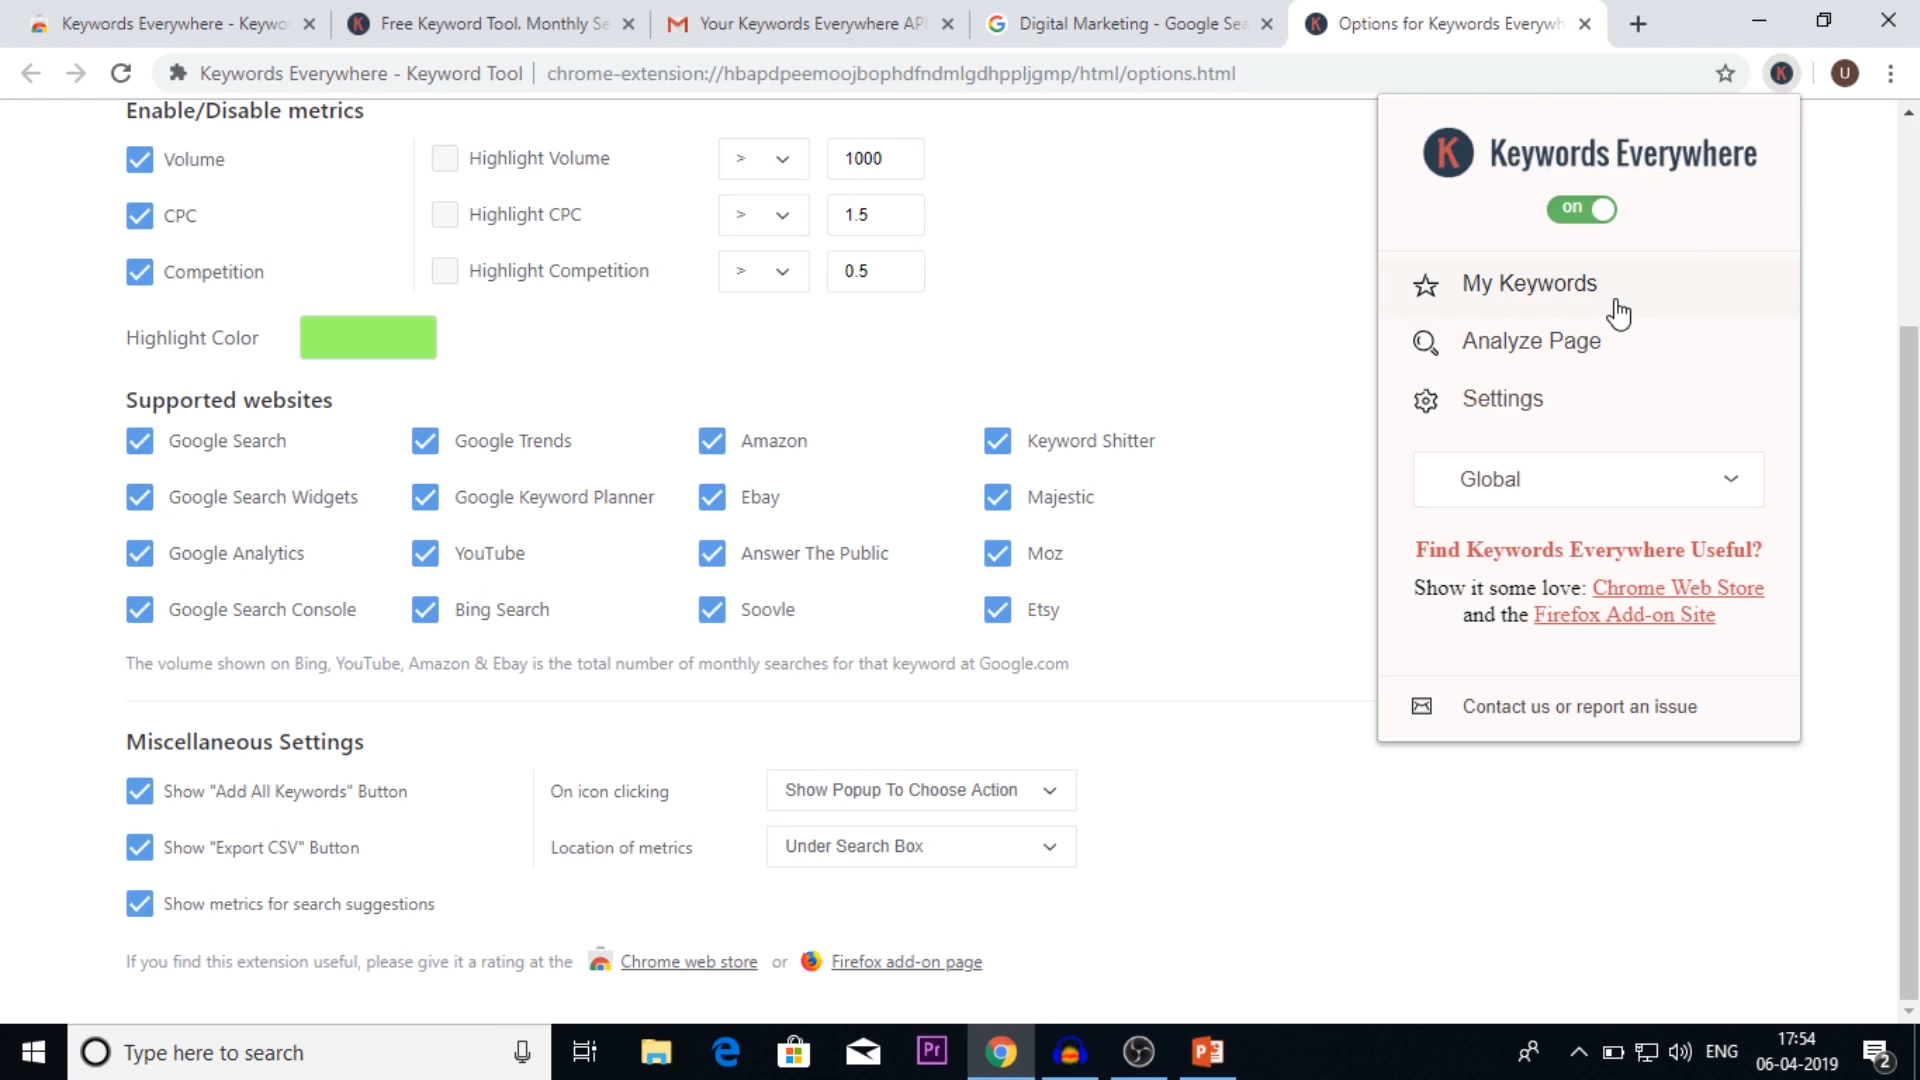 Keywords Everywhere - Keywo
Free Keyword Tool. Monthly Se
Your Keywords Everywhere API
Digital Marketing - Google Sea
Options for Keywords Everywh
Keywords Everywhere - Keyword Tool
chrome-extension://hbapdpeemoojbophdfndmlgdhppljgmp/html/options.html
K
U
Enable/Disable metrics
Volume
Highlight Volume
>
1000
CPC
Highlight CPC
>
1.5
Competition
Highlight Competition
>
0.5
Highlight Color
Supported websites
Google Search
Google Trends
Amazon
Keyword Shitter
Google Search Widgets
Google Keyword Planner
Ebay
Majestic
Google Analytics
YouTube
Answer The Public
Moz
Google Search Console
Bing Search
Soovle
Etsy
The volume shown on Bing, YouTube, Amazon & Ebay is the total number of monthly searches for that keyword at Google.com
Miscellaneous Settings
Show "Add All Keywords" Button
On icon clicking
Show Popup To Choose Action
Show "Export CSV" Button
Location of metrics
Under Search Box
Show metrics for search suggestions
If you find this extension useful, please give it a rating at the Chrome web store or Firefox add-on page
K Keywords Everywhere
on
My Keywords
Analyze Page
Settings
Global
Find Keywords Everywhere Useful?
Show it some love: Chrome Web Store
and the Firefox Add-on Site
Contact us or report an issue
Type here to search
Pr
ENG
17:54
06-04-2019
2